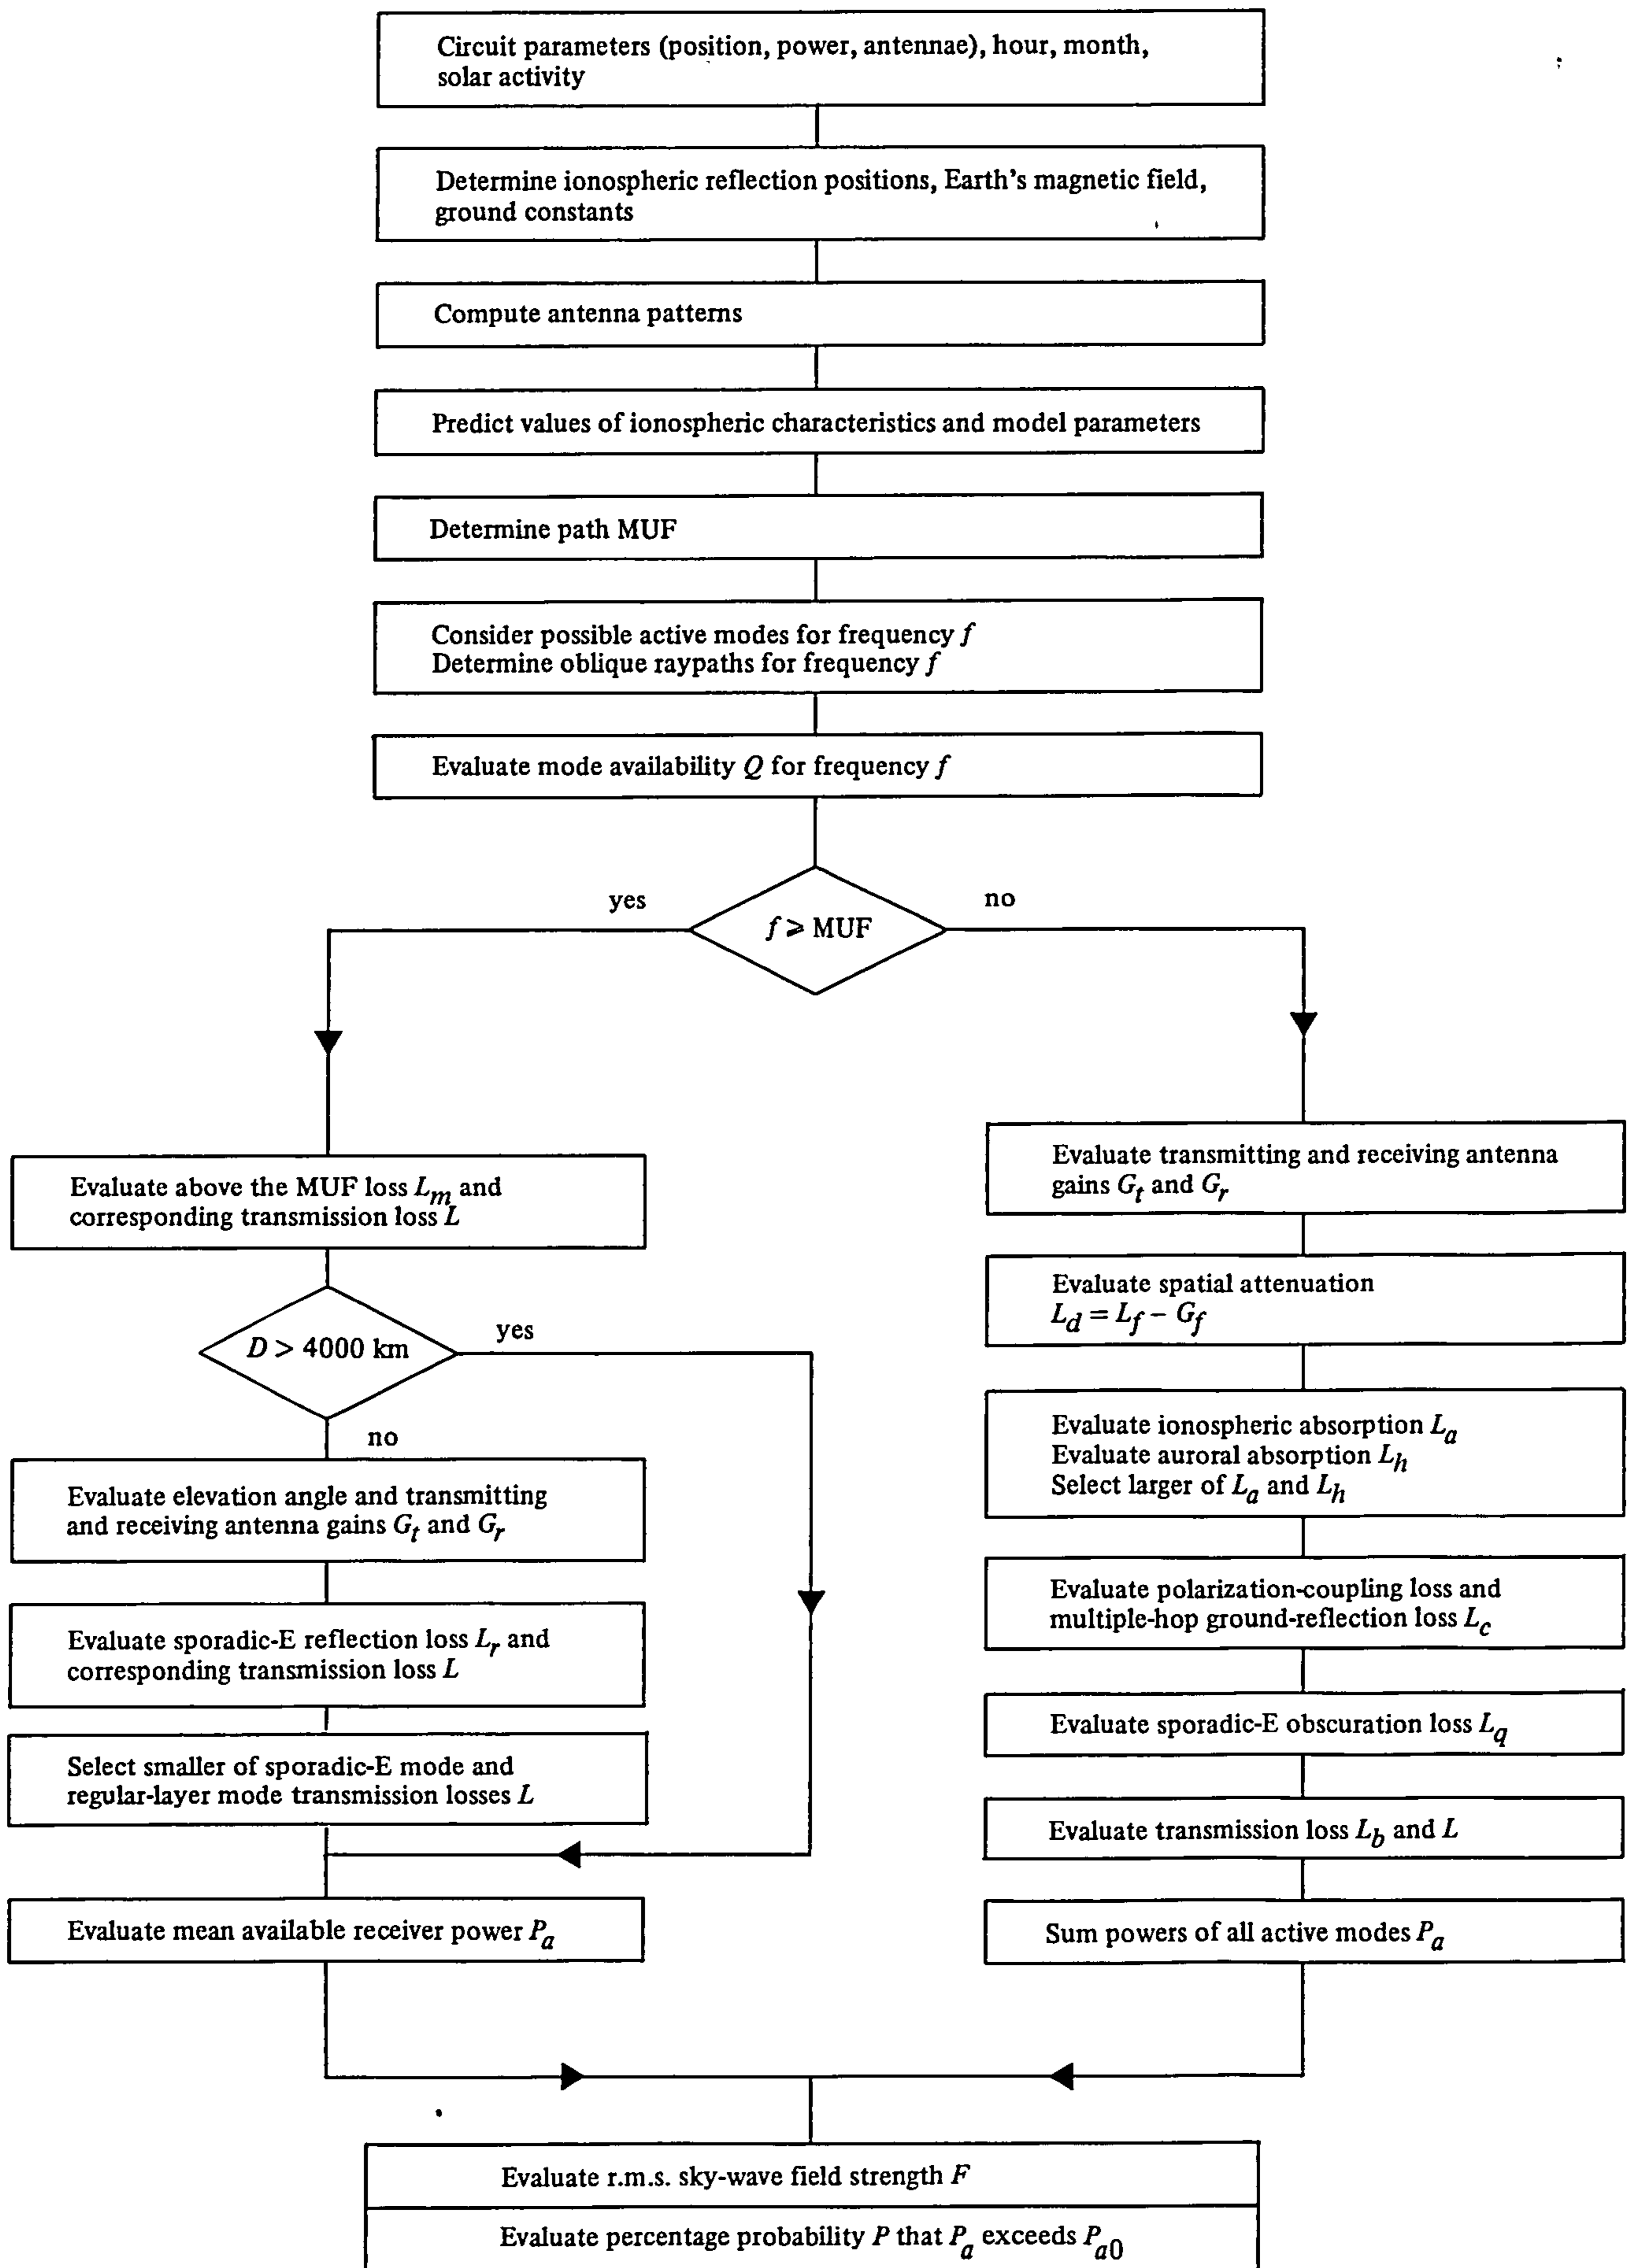 Circuit parameters (position, power, antennae), hour, month,
solar activity
Determine ionospheric reflection positions, Earth's magnetic field,
ground constants
Compute antenna patterns
Predict values of ionospheric characteristics and model parameters
Determine path MUF
Consider possible active modes for frequency f
Determine oblique raypaths for frequency f
Evaluate mode availability Q for frequency f
yes
no
f ⩾ MUF
Evaluate above the MUF loss Lm and
corresponding transmission loss L
D > 4000 km
yes
no
Evaluate elevation angle and transmitting
and receiving antenna gains Gt and Gr
Evaluate sporadic-E reflection loss Lr and
corresponding transmission loss L
Select smaller of sporadic-E mode and
regular-layer mode transmission losses L
Evaluate mean available receiver power Pa
Evaluate transmitting and receiving antenna
gains Gt and Gr
Evaluate spatial attenuation
Ld = Lf − Gf
Evaluate ionospheric absorption La
Evaluate auroral absorption Lh
Select larger of La and Lh
Evaluate polarization-coupling loss and
multiple-hop ground-reflection loss Lc
Evaluate sporadic-E obscuration loss Lq
Evaluate transmission loss Lb and L
Sum powers of all active modes Pa
Evaluate r.m.s. sky-wave field strength F
Evaluate percentage probability P that Pa exceeds Pa0